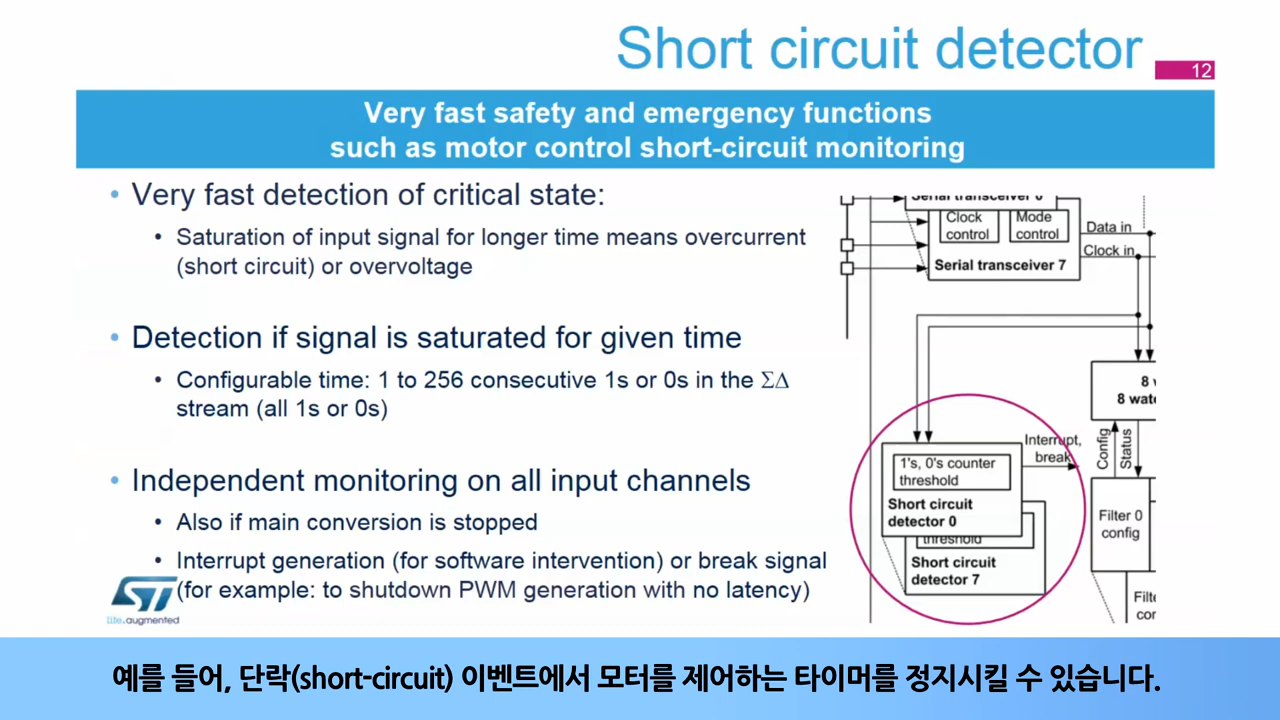 Short circuit detector
12
Very fast safety and emergency functions
such as motor control short-circuit monitoring
• Very fast detection of critical state:
• Saturation of input signal for longer time means overcurrent
(short circuit) or overvoltage
• Detection if signal is saturated for given time
• Configurable time: 1 to 256 consecutive 1s or 0s in the ΣΔ
stream (all 1s or 0s)
• Independent monitoring on all input channels
• Also if main conversion is stopped
• Interrupt generation (for software intervention) or break signal
(for example: to shutdown PWM generation with no latency)
Serial transceiver 0
Clock
control
Mode
control
Serial transceiver 7
Data in
Clock in
8
8
Config
Status
Interrupt,
break
1's, 0's counter
threshold
Short circuit
detector 0
threshold
Short circuit
detector 7
Filter 0
config
ST
life.augmented
예를 들어, 단락(short-circuit) 이벤트에서 모터를 제어하는 타이머를 정지시킬 수 있습니다.